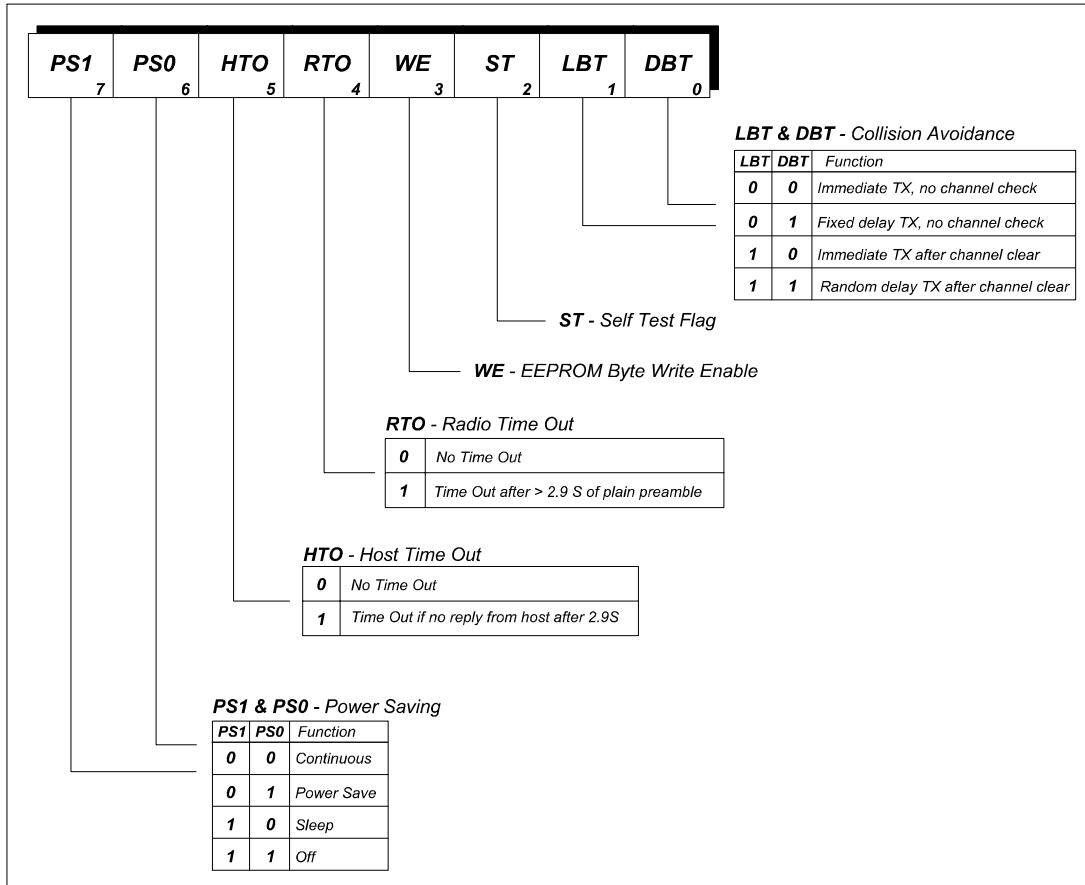 PS1 PS0 HTO RTO WE ST LBT DBT
7 6 5 4 3 2 1 0
LBT & DBT - Collision Avoidance
LBT DBT Function
0 0 Immediate TX, no channel check
0 1 Fixed delay TX, no channel check
1 0 Immediate TX after channel clear
1 1 Random delay TX after channel clear
ST - Self Test Flag
WE - EEPROM Byte Write Enable
RTO - Radio Time Out
0 No Time Out
1 Time Out after > 2.9 S of plain preamble
HTO - Host Time Out
0 No Time Out
1 Time Out if no reply from host after 2.9S
PS1 & PS0 - Power Saving
PS1 PS0 Function
0 0 Continuous
0 1 Power Save
1 0 Sleep
1 1 Off